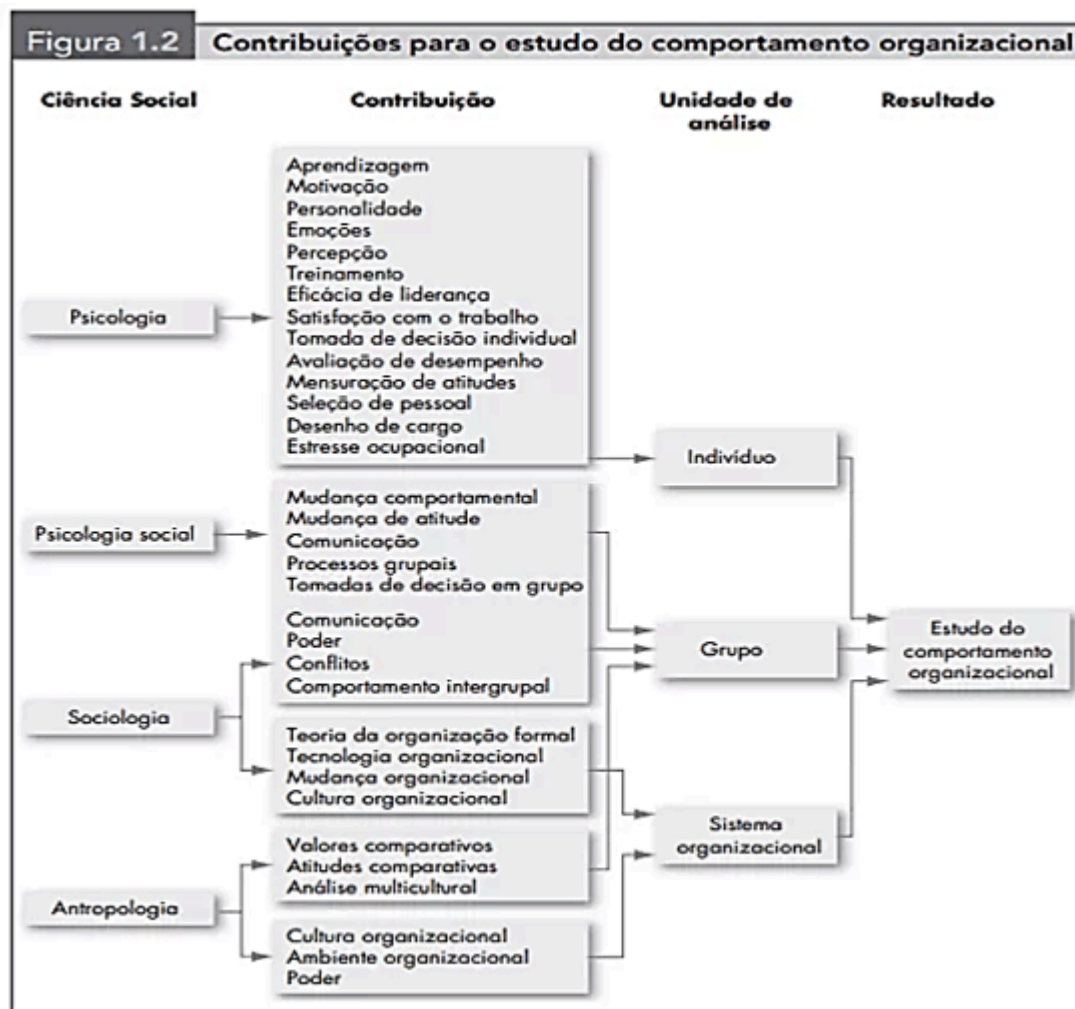 Figura 1.2 Contribuições para o estudo do comportamento organizacional
Ciência Social
Contribuição
Unidade de
análise
Resultado
Psicologia
Aprendizagem
Motivação
Personalidade
Emoções
Percepção
Treinamento
Eficácia de liderança
Satisfação com o trabalho
Tomada de decisão individual
Avaliação de desempenho
Mensuração de atitudes
Seleção de pessoal
Desenho de cargo
Estresse ocupacional
Indivíduo
Psicologia social
Mudança comportamental
Mudança de atitude
Comunicação
Processos grupais
Tomadas de decisão em grupo
Comunicação
Poder
Conflitos
Comportamento intergrupal
Grupo
Estudo do
comportamento
organizacional
Sociologia
Teoria da organização formal
Tecnologia organizacional
Mudança organizacional
Cultura organizacional
Sistema
organizacional
Antropologia
Valores comparativos
Atitudes comparativas
Análise multicultural
Cultura organizacional
Ambiente organizacional
Poder